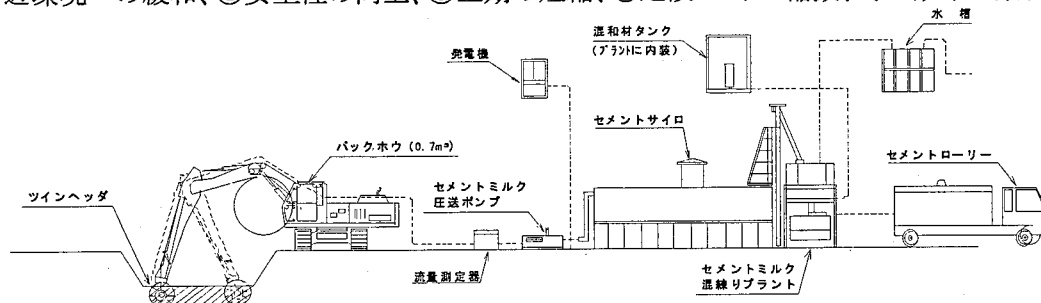 水 槽
混和材タンク
(プラントに内装)
発電機
セメントサイロ
バックホウ (0.7m³)
セメントローリー
セメントミルク
圧送ポンプ
ツインヘッダ
流量測定器
セメントミルク
混練りプラント